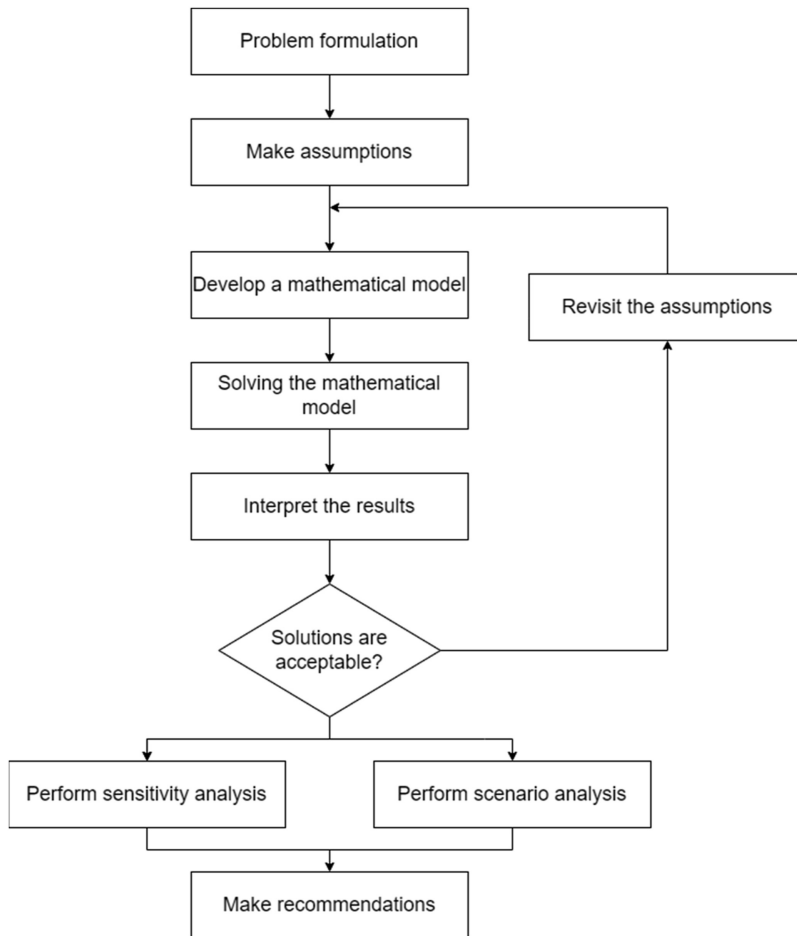 Problem formulation
Make assumptions
Develop a mathematical model
Revisit the assumptions
Solving the mathematical
model
Interpret the results
Solutions are
acceptable?
Perform sensitivity analysis
Perform scenario analysis
Make recommendations